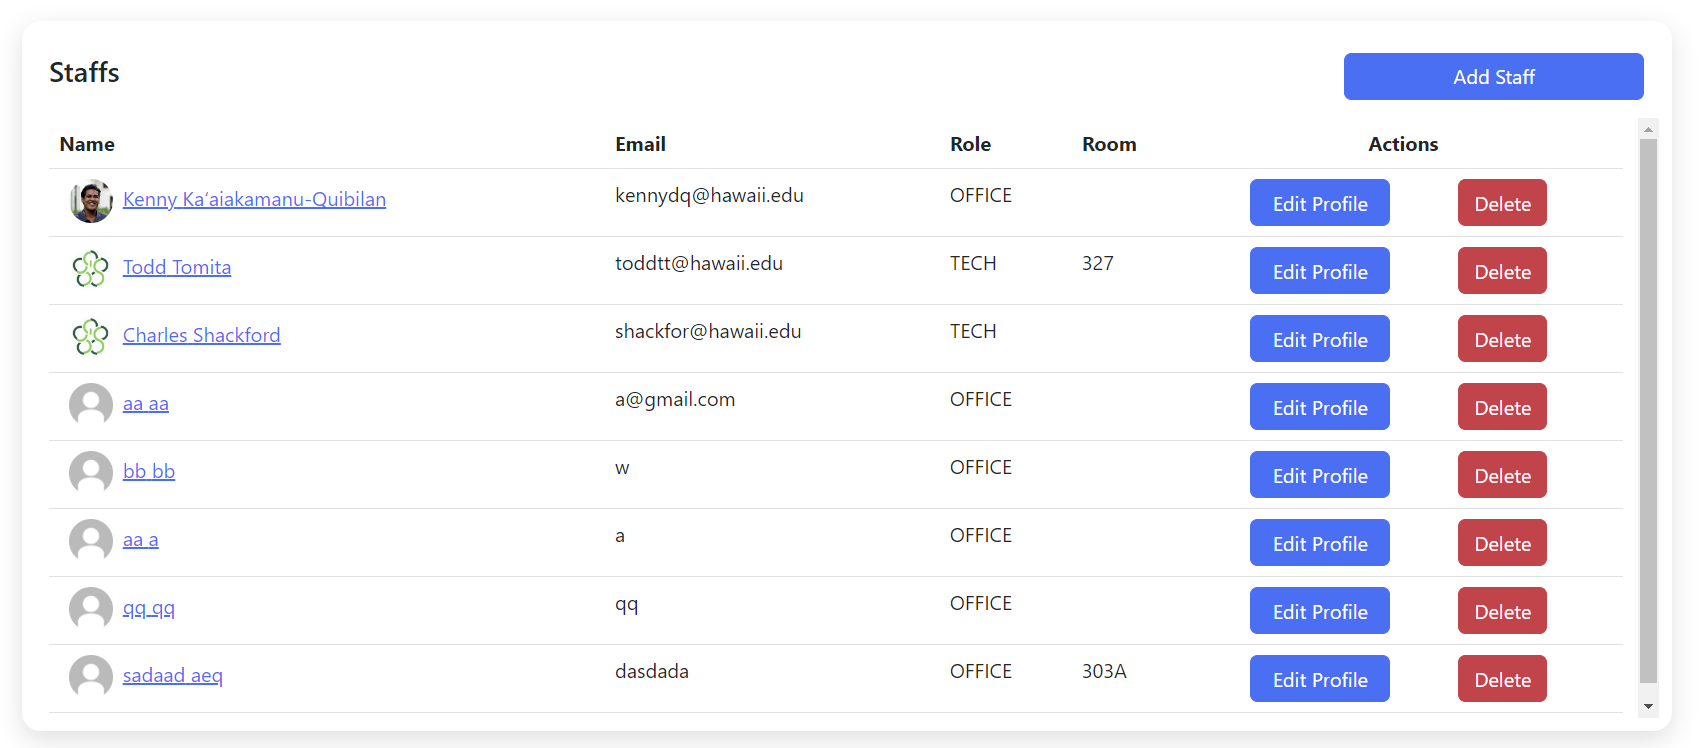 Staffs
Add Staff
Name Email Role Room Actions
Kenny Kaʻaiakamanu-Quibilan kennydq@hawaii.edu OFFICE Edit Profile Delete
Todd Tomita toddtt@hawaii.edu TECH 327 Edit Profile Delete
Charles Shackford shackfor@hawaii.edu TECH Edit Profile Delete
aa aa a@gmail.com OFFICE Edit Profile Delete
bb bb w OFFICE Edit Profile Delete
aa a a OFFICE Edit Profile Delete
qq qq qq OFFICE Edit Profile Delete
sadaad aeq dasdada OFFICE 303A Edit Profile Delete